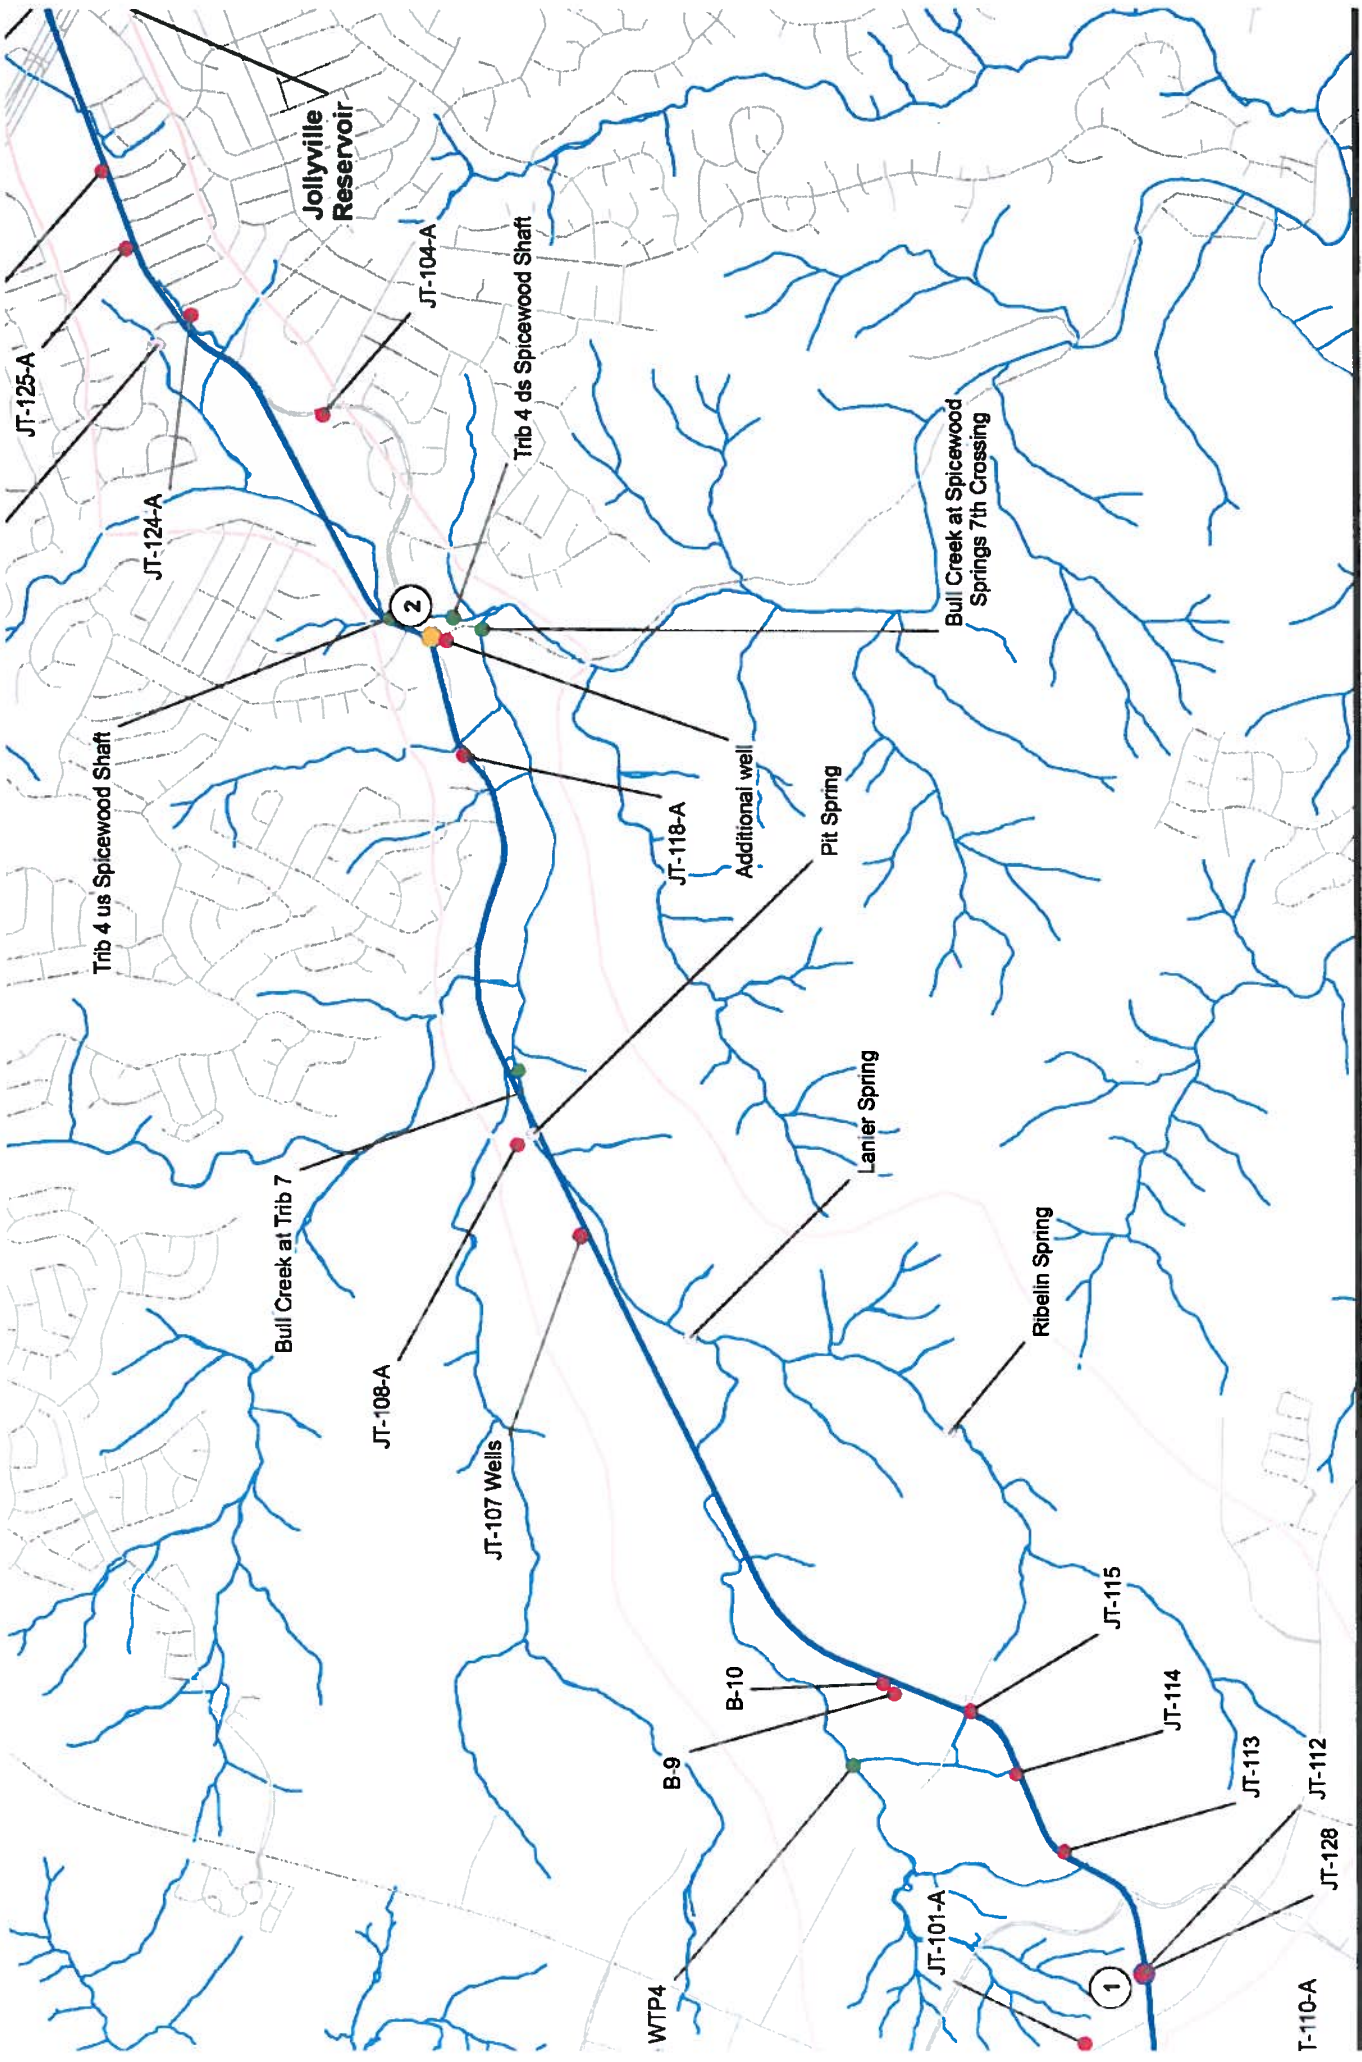 WTP4
JT-101-A
T-110-A
1
JT-128
JT-112
JT-113
JT-114
JT-115
B-9
B-10
JT-107 Wells
JT-108-A
Bull Creek at Trib 7
Ribelin Spring
Lanier Spring
Pit Spring
Trib 4 us Spicewood Shaft
JT-118-A
Additional well
2
Bull Creek at Spicewood
Springs 7th Crossing
Trib 4 ds Spicewood Shaft
JT-124-A
JT-125-A
JT-104-A
Jollyville
Reservoir